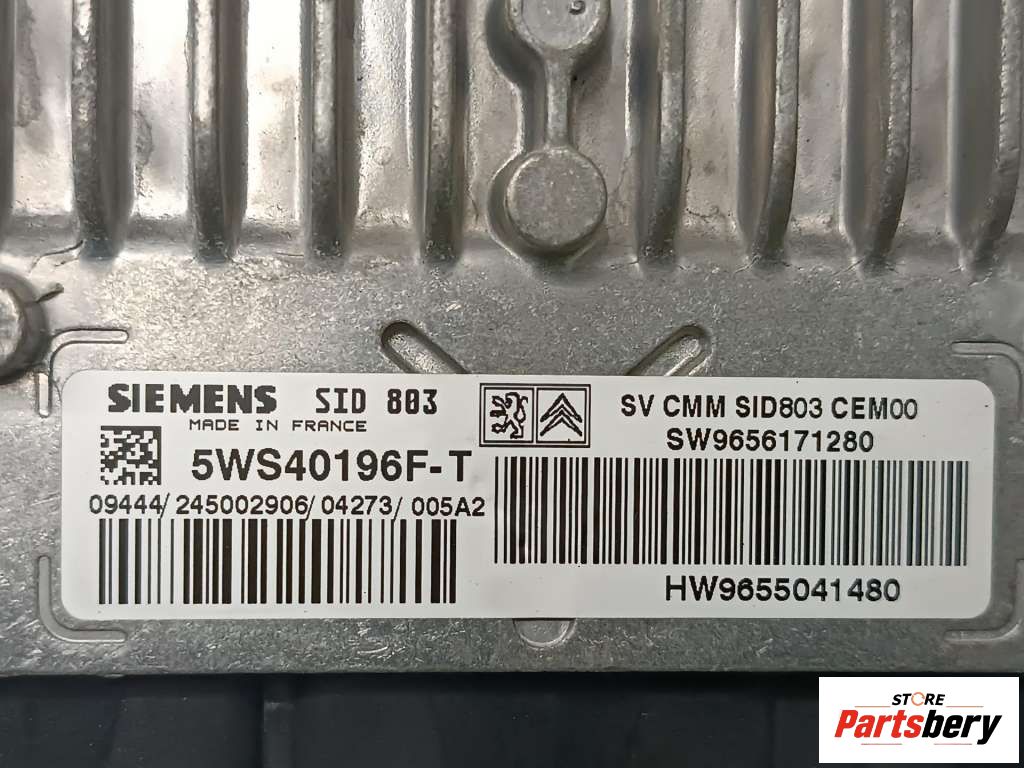 SIEMENS SID 803
MADE IN FRANCE
5WS40196F-T
09444/245002906/04273/005A2
SV CMM SID803 CEM00
SW9656171280
HW9655041480
STORE
Partsbery